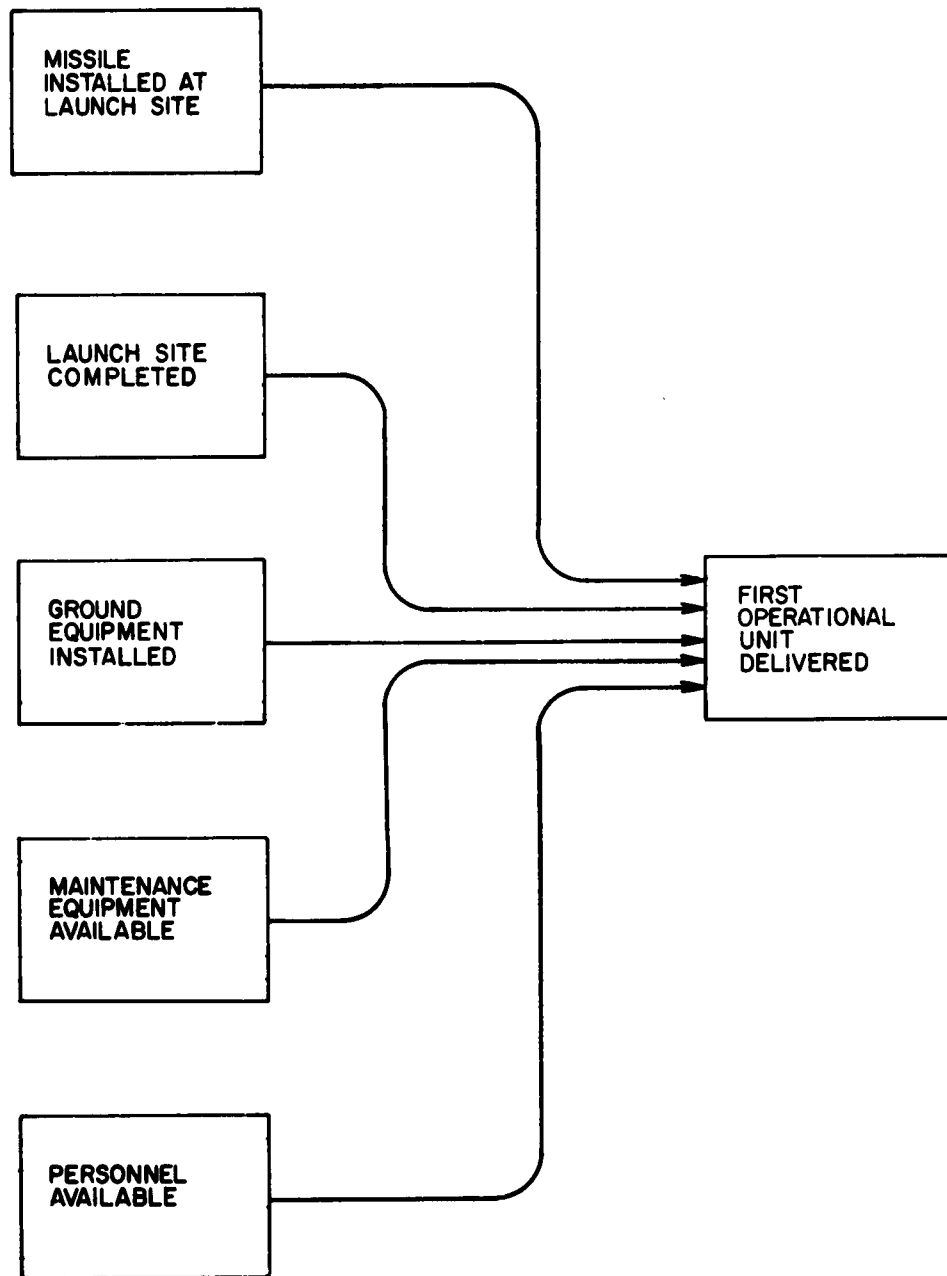 MISSILE
INSTALLED AT
LAUNCH SITE
LAUNCH SITE
COMPLETED
GROUND
EQUIPMENT
INSTALLED
FIRST
OPERATIONAL
UNIT
DELIVERED
MAINTENANCE
EQUIPMENT
AVAILABLE
PERSONNEL
AVAILABLE